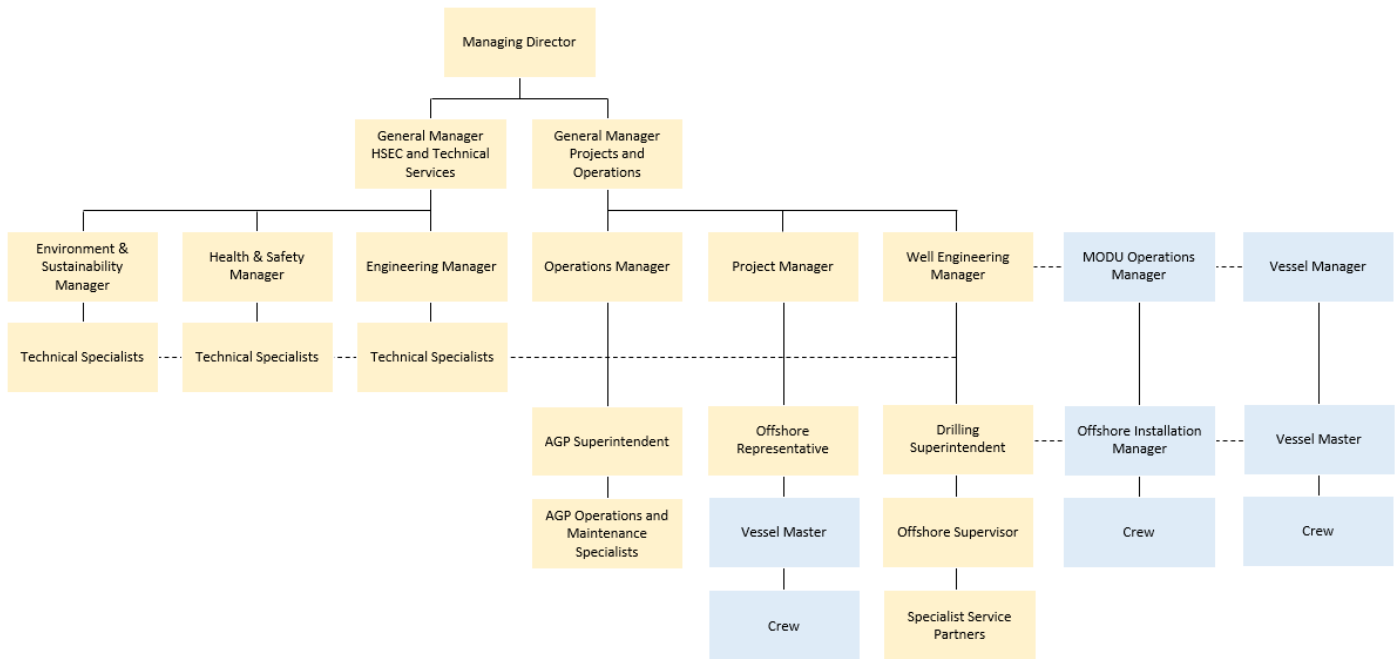 Managing Director
General Manager
HSEC and Technical
Services
General Manager
Projects and
Operations
Environment &
Sustainability
Manager
Health & Safety
Manager
Engineering Manager
Operations Manager
Project Manager
Well Engineering
Manager
MODU Operations
Manager
Vessel Manager
Technical Specialists
Technical Specialists
Technical Specialists
AGP Superintendent
Offshore
Representative
Drilling
Superintendent
Offshore Installation
Manager
Vessel Master
AGP Operations and
Maintenance
Specialists
Vessel Master
Offshore Supervisor
Crew
Crew
Crew
Specialist Service
Partners